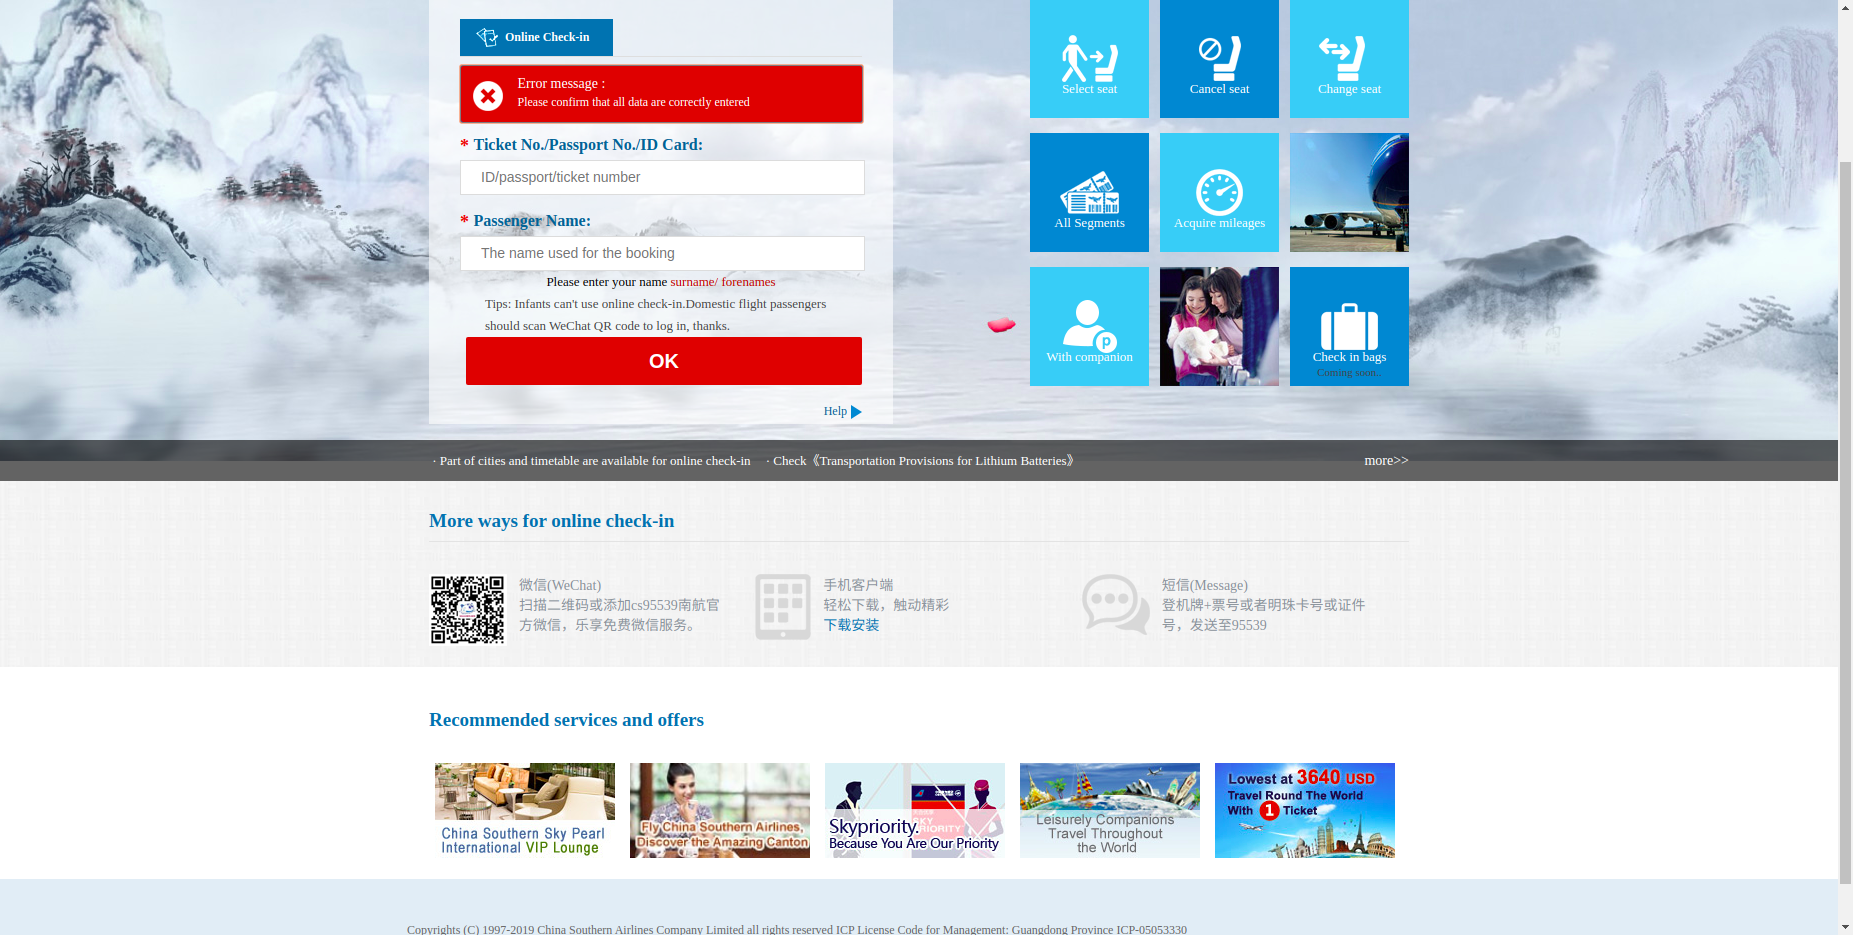 Online Check-in
Error message :
Please confirm that all data are correctly entered
* Ticket No./Passport No./ID Card:
ID/passport/ticket number
* Passenger Name:
The name used for the booking
Please enter your name surname/ forenames
Tips: Infants can't use online check-in.Domestic flight passengers
should scan WeChat QR code to log in, thanks.
OK
Help
Select seat
Cancel seat
Change seat
All Segments
Acquire mileages
With companion
Check in bags
Coming soon..
· Part of cities and timetable are available for online check-in
· Check《Transportation Provisions for Lithium Batteries》
more>>
More ways for online check-in
微信(WeChat)
扫描二维码或添加cs95539南航官
方微信，乐享免费微信服务。
手机客户端
轻松下载，触动精彩
下载安装
短信(Message)
登机牌+票号或者明珠卡号或证件
号，发送至95539
Recommended services and offers
China Southern Sky Pearl
International VIP Lounge
Fly China Southern Airlines,
Discover the Amazing Canton
SKY
PRIORITY
Skypriority.
Because You Are Our Priority
Leisurely Companions
Travel Throughout
the World
Lowest at 3640 USD
Travel Round The World
With 1 Ticket
Copyrights (C) 1997-2019 China Southern Airlines Company Limited all rights reserved ICP License Code for Management: Guangdong Province ICP-05053330